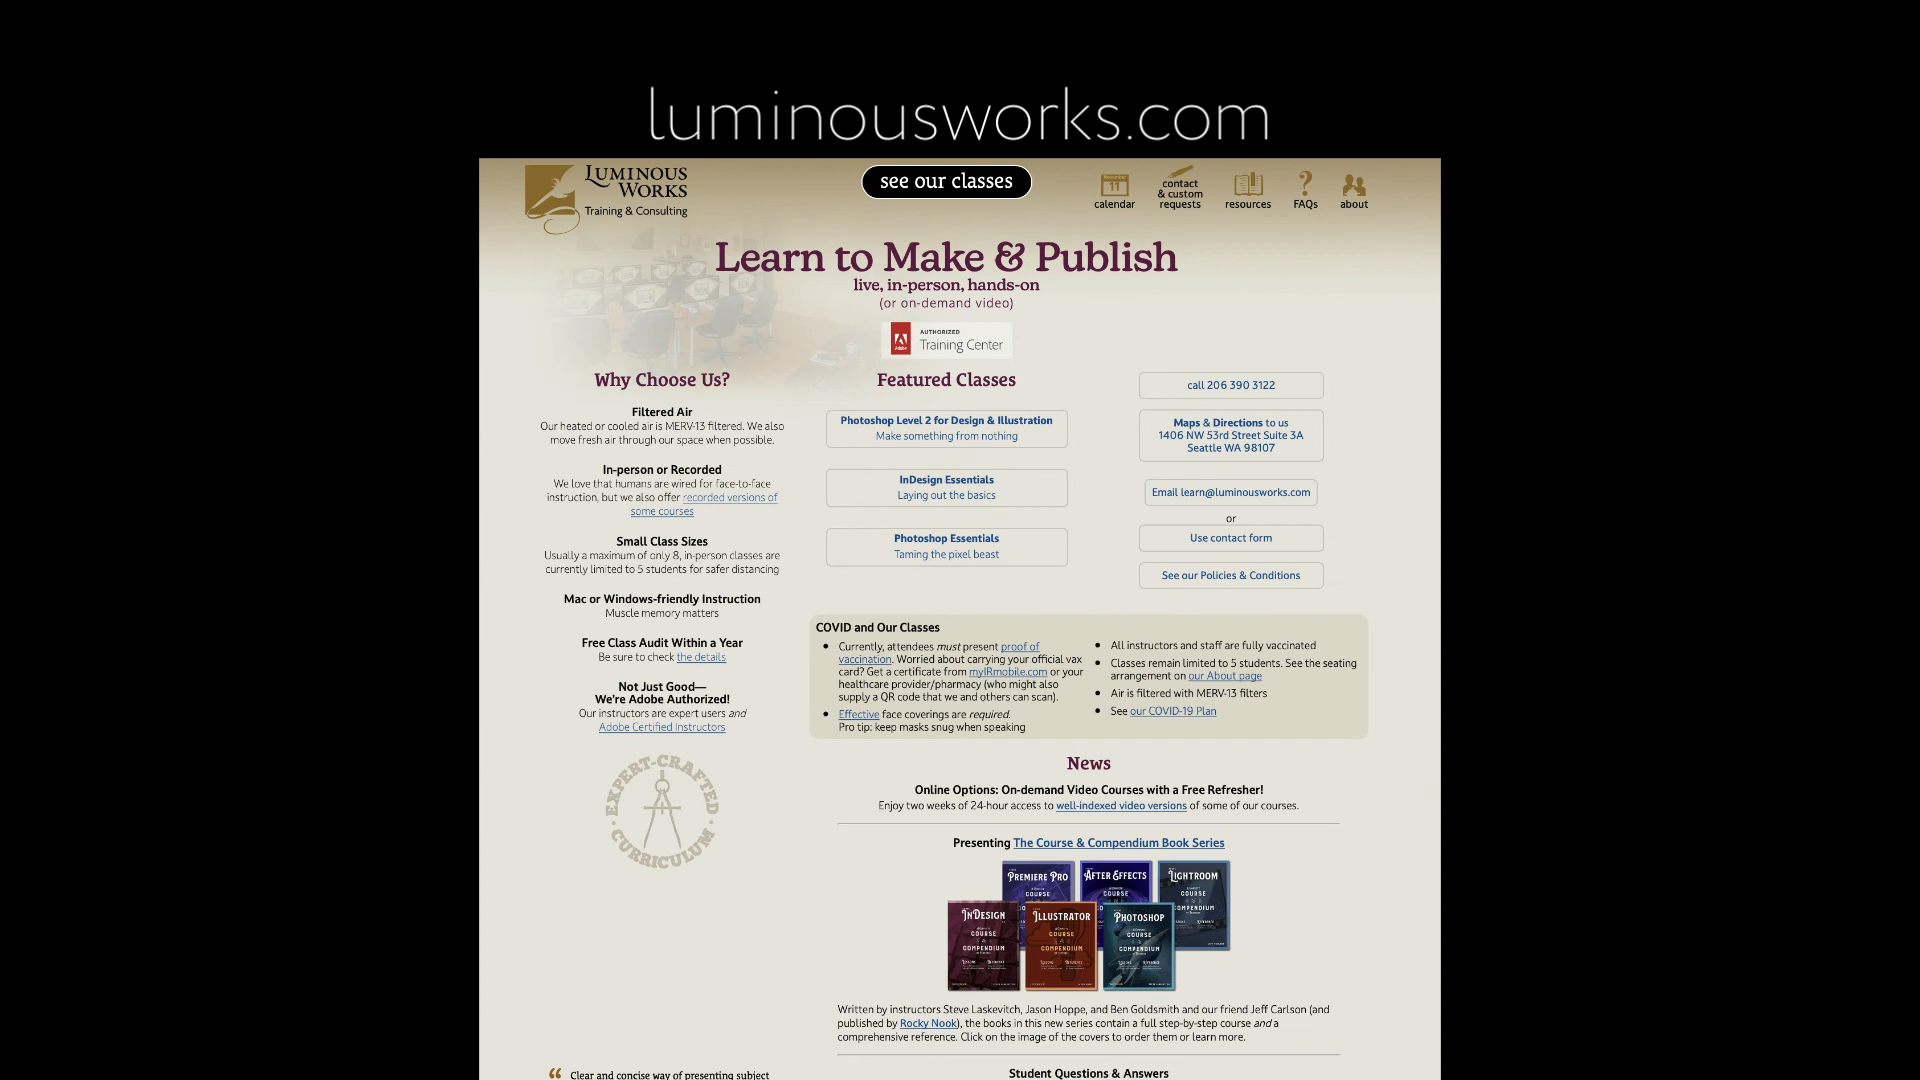 luminousworks.com
LUMINOUS
WORKS
Training & Consulting
see our classes
11
calendar
contact
& custom
requests
resources
FAQs
about
Learn to Make & Publish
live, in-person, hands-on
(or on-demand video)
Adobe
AUTHORIZED
Training Center
Why Choose Us?
Filtered Air
Our heated or cooled air is MERV-13 filtered. We also
move fresh air through our space when possible.
In-person or Recorded
We love that humans are wired for face-to-face
instruction, but we also offer recorded versions of
some courses
Small Class Sizes
Usually a maximum of only 8, in-person classes are
currently limited to 5 students for safer distancing
Mac or Windows-friendly Instruction
Muscle memory matters
Free Class Audit Within a Year
Be sure to check the details
Not Just Good—
We're Adobe Authorized!
Our instructors are expert users and
Adobe Certified Instructors
EXPERT-CRAFTED
CURRICULUM
“ Clear and concise way of presenting subject
Featured Classes
Photoshop Level 2 for Design & Illustration
Make something from nothing
InDesign Essentials
Laying out the basics
Photoshop Essentials
Taming the pixel beast
call 206 390 3122
Maps & Directions to us
1406 NW 53rd Street Suite 3A
Seattle WA 98107
Email learn@luminousworks.com
or
Use contact form
See our Policies & Conditions
COVID and Our Classes
• Currently, attendees must present proof of
vaccination. Worried about carrying your official vax
card? Get a certificate from myIRmobile.com or your
healthcare provider/pharmacy (who might also
supply a QR code that we and others can scan).
• Effective face coverings are required.
Pro tip: keep masks snug when speaking
• All instructors and staff are fully vaccinated
• Classes remain limited to 5 students. See the seating
arrangement on our About page
• Air is filtered with MERV-13 filters
• See our COVID-19 Plan
News
Online Options: On-demand Video Courses with a Free Refresher!
Enjoy two weeks of 24-hour access to well-indexed video versions of some of our courses.
Presenting The Course & Compendium Book Series
PREMIERE PRO
COURSE
AFTER EFFECTS
COURSE
LIGHTROOM
COURSE
COMPENDIUM
INDESIGN
COURSE
COMPENDIUM
ILLUSTRATOR
COURSE
COMPENDIUM
PHOTOSHOP
COURSE
COMPENDIUM
Written by instructors Steve Laskevitch, Jason Hoppe, and Ben Goldsmith and our friend Jeff Carlson (and
published by Rocky Nook), the books in this new series contain a full step-by-step course and a
comprehensive reference. Click on the image of the covers to order them or learn more.
Student Questions & Answers